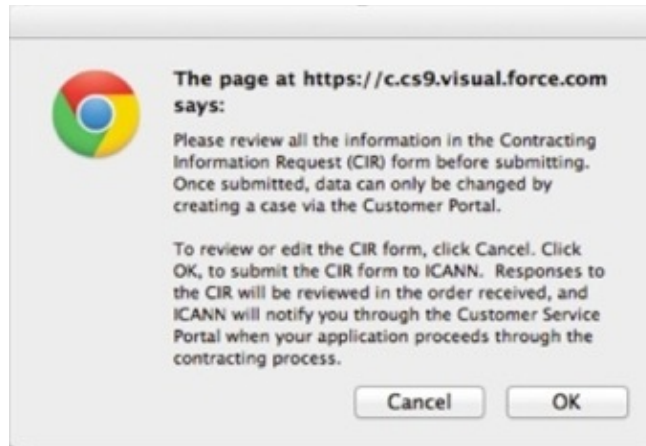 The page at https://c.cs9.visual.force.com
says:
Please review all the information in the Contracting
Information Request (CIR) form before submitting.
Once submitted, data can only be changed by
creating a case via the Customer Portal.
To review or edit the CIR form, click Cancel. Click
OK, to submit the CIR form to ICANN. Responses to
the CIR will be reviewed in the order received, and
ICANN will notify you through the Customer Service
Portal when your application proceeds through the
contracting process.
Cancel OK